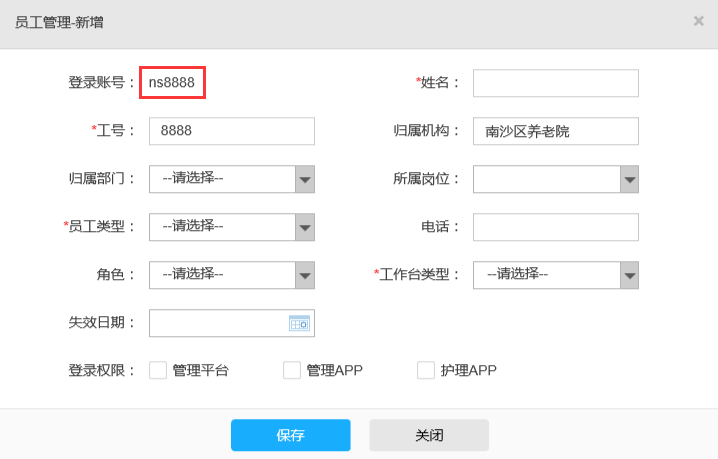 员工管理-新增 ×
登录账号： ns8888 *姓名：
*工号： 8888 归属机构： 南沙区养老院
归属部门： --请选择-- 所属岗位：
*员工类型： --请选择-- 电话：
角色： --请选择-- *工作台类型： --请选择--
失效日期：
登录权限： 管理平台 管理APP 护理APP
保存 关闭